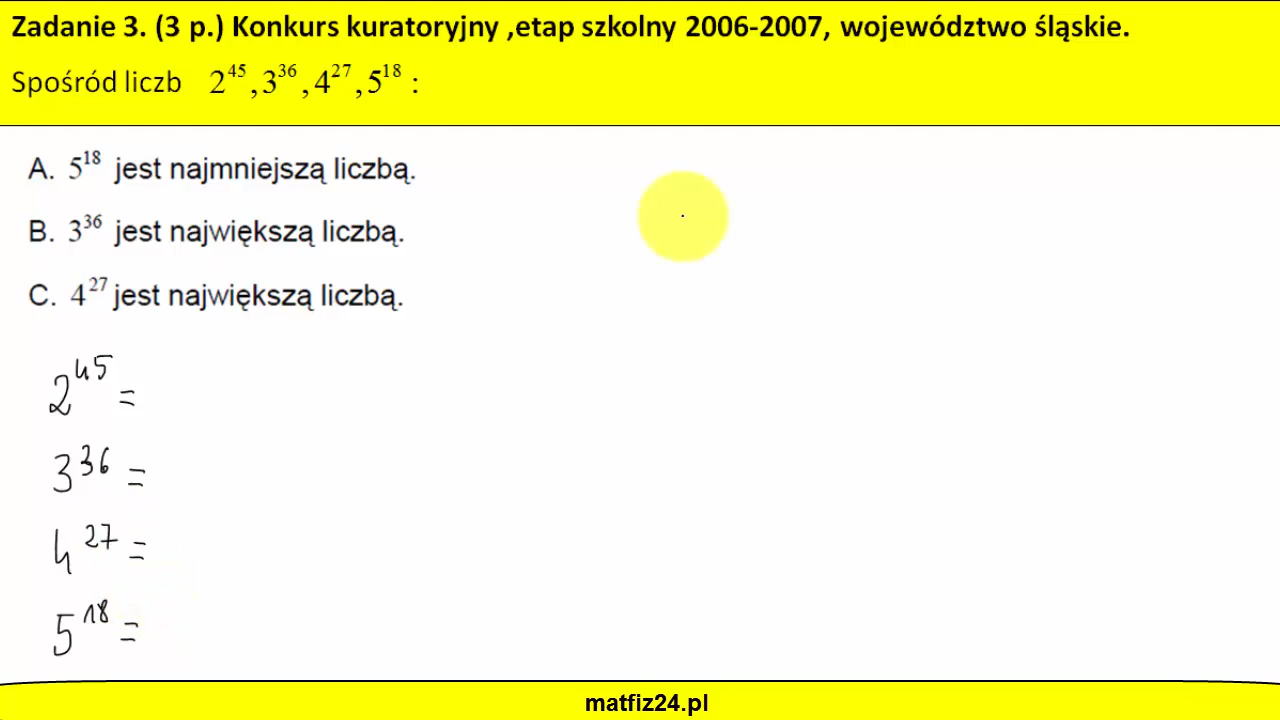 Zadanie 3. (3 p.) Konkurs kuratoryjny ,etap szkolny 2006-2007, województwo śląskie.
Spośród liczb 2^45, 3^36, 4^27, 5^18 :
A. 5^18 jest najmniejszą liczbą.
B. 3^36 jest największą liczbą.
C. 4^27 jest największą liczbą.
2^45 =
3^36 =
4^27 =
5^18 =
matfiz24.pl